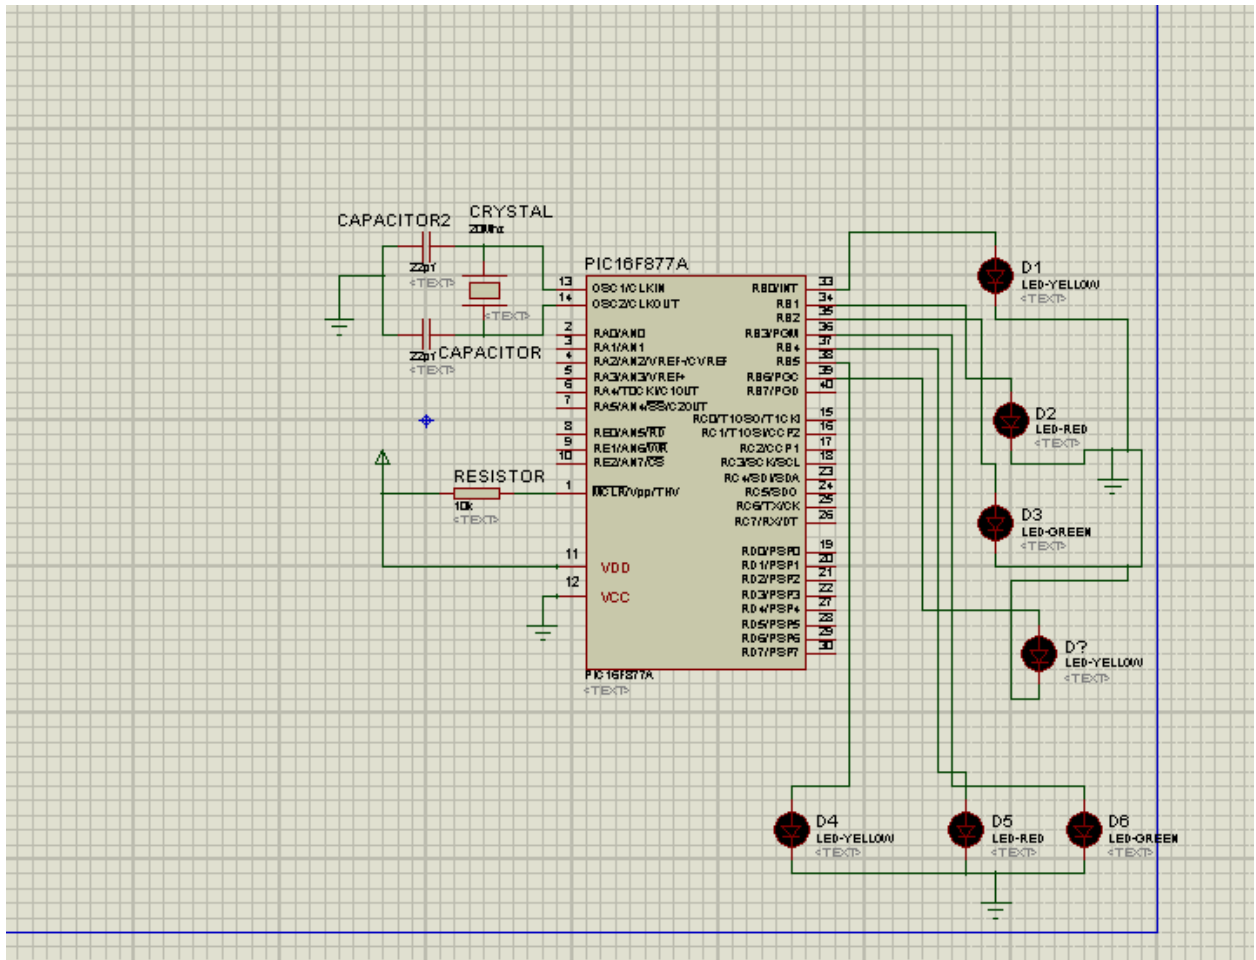 CAPACITOR2
CRYSTAL
20Mhz
22pY
<TEXT>
<TEXT>
22pY
CAPACITOR
<TEXT>
RESISTOR
10k
<TEXT>
PIC16F877A
13 OSC1/CLKIN
14 OSC2/CLKOUT
2 RA0/AN0
3 RA1/AN1
4 RA2/AN2/VREF-/CVREF
5 RA3/AN3/VREF+
6 RA4/T0CKI/C1OUT
7 RA5/AN4/SS/C2OUT
8 RE0/AN5/RD
9 RE1/AN6/WR
10 RE2/AN7/CS
1 MCLR/Vpp/THV
11 VDD
12 VCC
RB0/INT 33
RB1 34
RB2 35
RB3/PGM 36
RB4 37
RB5 38
RB6/PGC 39
RB7/PGD 40
RC0/T1OSO/T1CKI 15
RC1/T1OSI/CCP2 16
RC2/CCP1 17
RC3/SCK/SCL 18
RC4/SDI/SDA 23
RC5/SDO 24
RC6/TX/CK 25
RC7/RX/DT 26
RD0/PSP0 19
RD1/PSP1 20
RD2/PSP2 21
RD3/PSP3 22
RD4/PSP4 27
RD5/PSP5 28
RD6/PSP6 29
RD7/PSP7 30
PIC16F877A
<TEXT>
D1
LED-YELLOW
<TEXT>
D2
LED-RED
<TEXT>
D3
LED-GREEN
<TEXT>
D?
LED-YELLOW
<TEXT>
D4
LED-YELLOW
<TEXT>
D5
LED-RED
<TEXT>
D6
LED-GREEN
<TEXT>